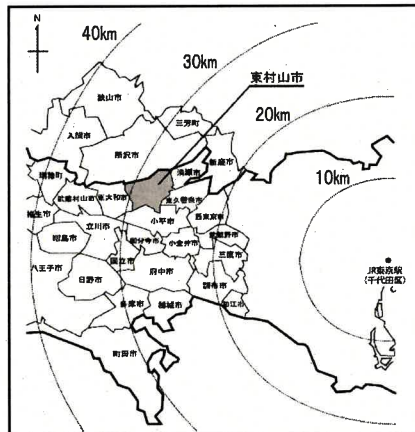 N
40km
30km
東村山市
20km
10km
狭山市
三芳町
入間市
所沢市
新座市
清瀬市
瑞穂町
武蔵村山市
東大和市
東久留米市
福生市
小平市
西東京市
立川市
昭島市
国分寺市
小金井市
武蔵野市
国立市
三鷹市
八王子市
府中市
日野市
調布市
多摩市
稲城市
狛江市
JR東京駅
(千代田区)
町田市